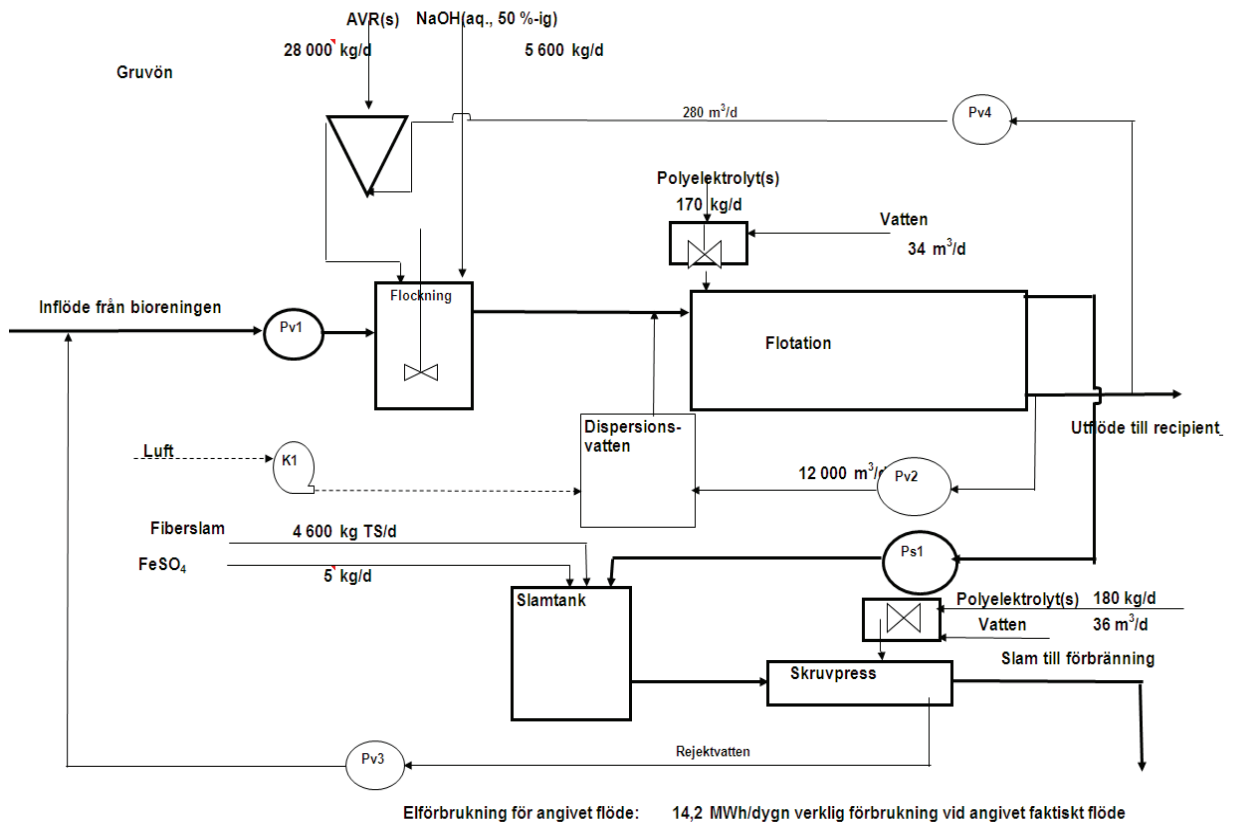 AVR(s) NaOH(aq., 50 %-ig)
28 000 kg/d 5 600 kg/d
Gruvön
280 m³/d
Pv4
Polyelektrolyt(s)
170 kg/d
Vatten
34 m³/d
Flockning
Inflöde från bioreningen
Pv1
Flotation
Dispersions-
vatten
Utflöde till recipient
Luft
K1
12 000 m³/d
Pv2
Fiberslam 4 600 kg TS/d
FeSO₄ 5 kg/d
Ps1
Slamtank
Polyelektrolyt(s) 180 kg/d
Vatten 36 m³/d
Slam till förbränning
Skruvpress
Rejektvatten
Pv3
Elförbrukning för angivet flöde: 14,2 MWh/dygn verklig förbrukning vid angivet faktiskt flöde